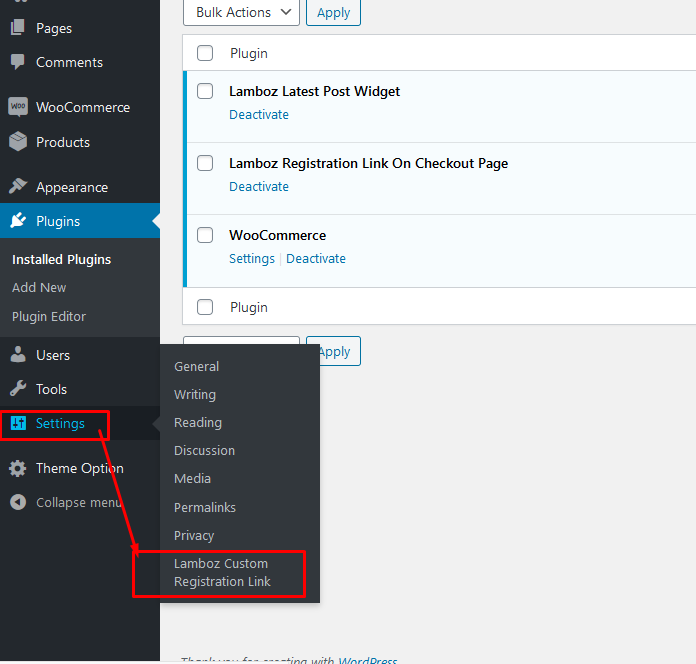 Pages
Comments
WOO WooCommerce
Products
Appearance
Plugins
Installed Plugins
Add New
Plugin Editor
Users
Tools
Settings
Theme Option
Collapse menu
Bulk Actions
Apply
Plugin
Lamboz Latest Post Widget
Deactivate
Lamboz Registration Link On Checkout Page
Deactivate
WooCommerce
Settings | Deactivate
Plugin
Apply
General
Writing
Reading
Discussion
Media
Permalinks
Privacy
Lamboz Custom
Registration Link
Thank you for creating with WordPress